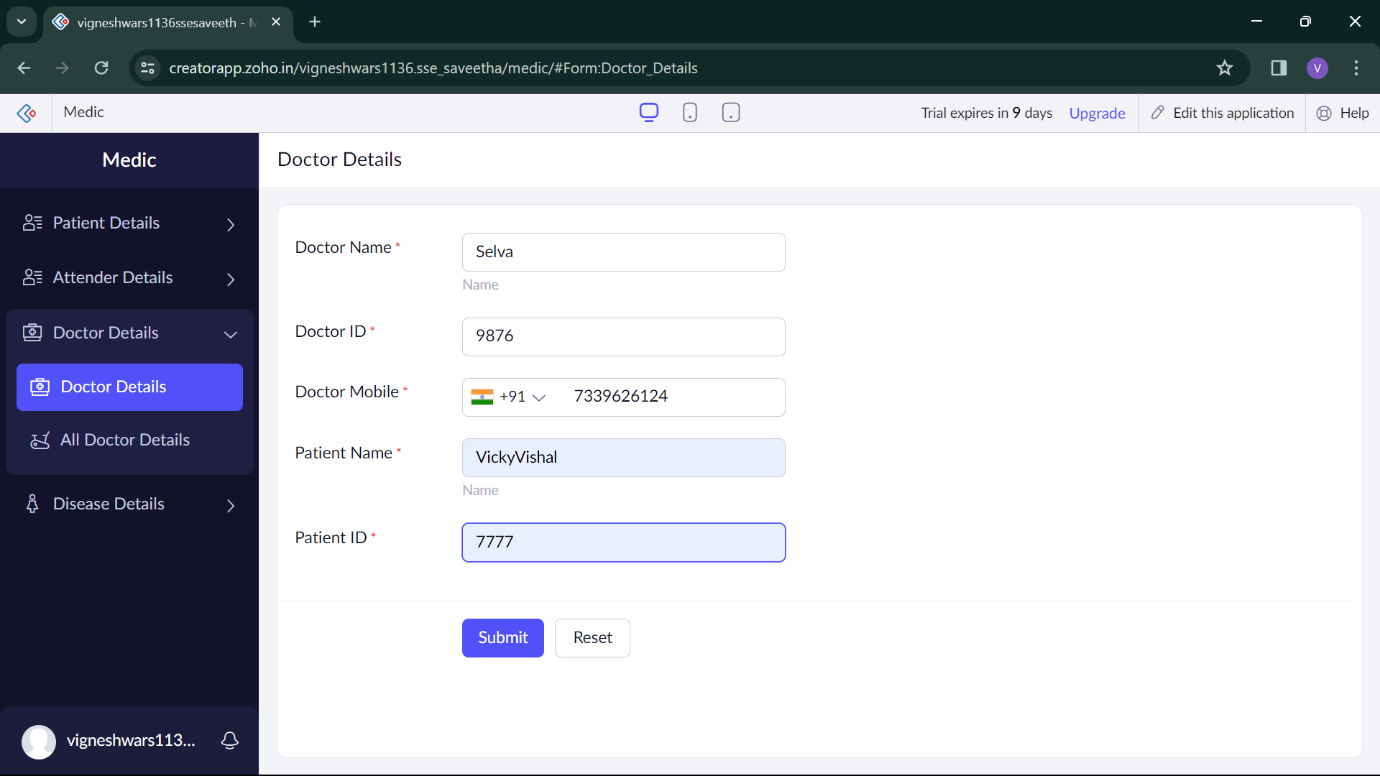 vigneshwars1136ssesaveeth - M
creatorapp.zoho.in/vigneshwars1136.sse_saveetha/medic/#Form:Doctor_Details
V
Medic
Trial expires in 9 days
Upgrade
Edit this application
Help
Medic
Patient Details
Attender Details
Doctor Details
Doctor Details
All Doctor Details
Disease Details
vigneshwars113...
Doctor Details
Doctor Name *
Selva
Name
Doctor ID *
9876
Doctor Mobile *
+91 7339626124
Patient Name *
VickyVishal
Name
Patient ID *
7777
Submit
Reset